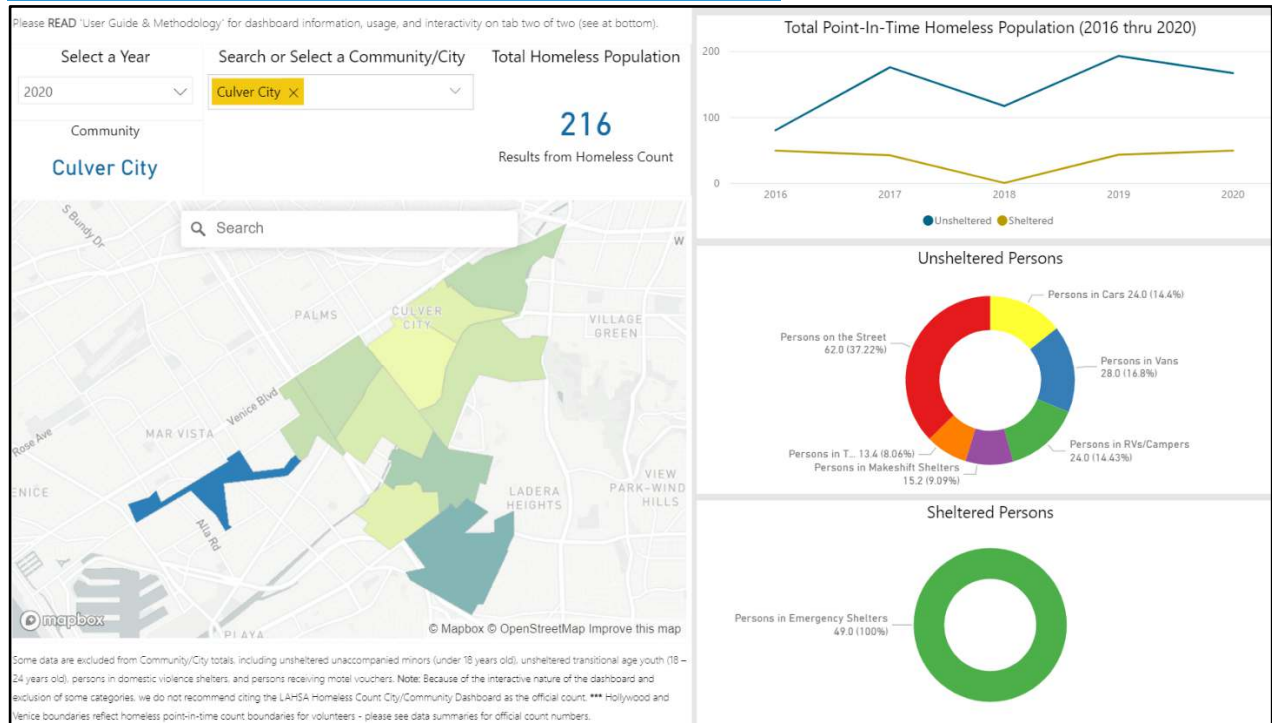 Please READ 'User Guide & Methodology' for dashboard information, usage, and interactivity on tab two of two (see at bottom).
Select a Year
2020
Search or Select a Community/City
Culver City ×
Total Homeless Population
216
Results from Homeless Count
Community
Culver City
Search
S Bundy Dr
W
PALMS
CULVER
CITY
VILLAGE
GREEN
Venice Blvd
Rose Ave
MAR VISTA
ENICE
Alla Rd
LADERA
HEIGHTS
VIEW
PARK-WIND
HILLS
PLAYA
mapbox
© Mapbox © OpenStreetMap Improve this map
Some data are excluded from Community/City totals, including unsheltered unaccompanied minors (under 18 years old), unsheltered transitional age youth (18 –
24 years old), persons in domestic violence shelters, and persons receiving motel vouchers. Note: Because of the interactive nature of the dashboard and
exclusion of some categories, we do not recommend citing the LAHSA Homeless Count City/Community Dashboard as the official count. *** Hollywood and
Venice boundaries reflect homeless point-in-time count boundaries for volunteers - please see data summaries for official count numbers.
Total Point-In-Time Homeless Population (2016 thru 2020)
200
100
0
2016 2017 2018 2019 2020
Unsheltered Sheltered
Unsheltered Persons
Persons in Cars 24.0 (14.4%)
Persons on the Street
62.0 (37.22%)
Persons in Vans
28.0 (16.8%)
Persons in RVs/Campers
24.0 (14.43%)
Persons in T... 13.4 (8.06%)
Persons in Makeshift Shelters
15.2 (9.09%)
Sheltered Persons
Persons in Emergency Shelters
49.0 (100%)